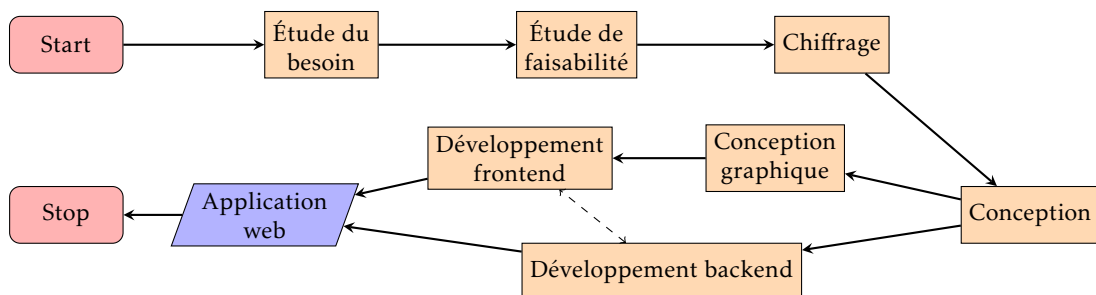 Start
Étude du
besoin
Étude de
faisabilité
Chiffrage
Conception
Conception
graphique
Développement
frontend
Développement backend
Application
web
Stop